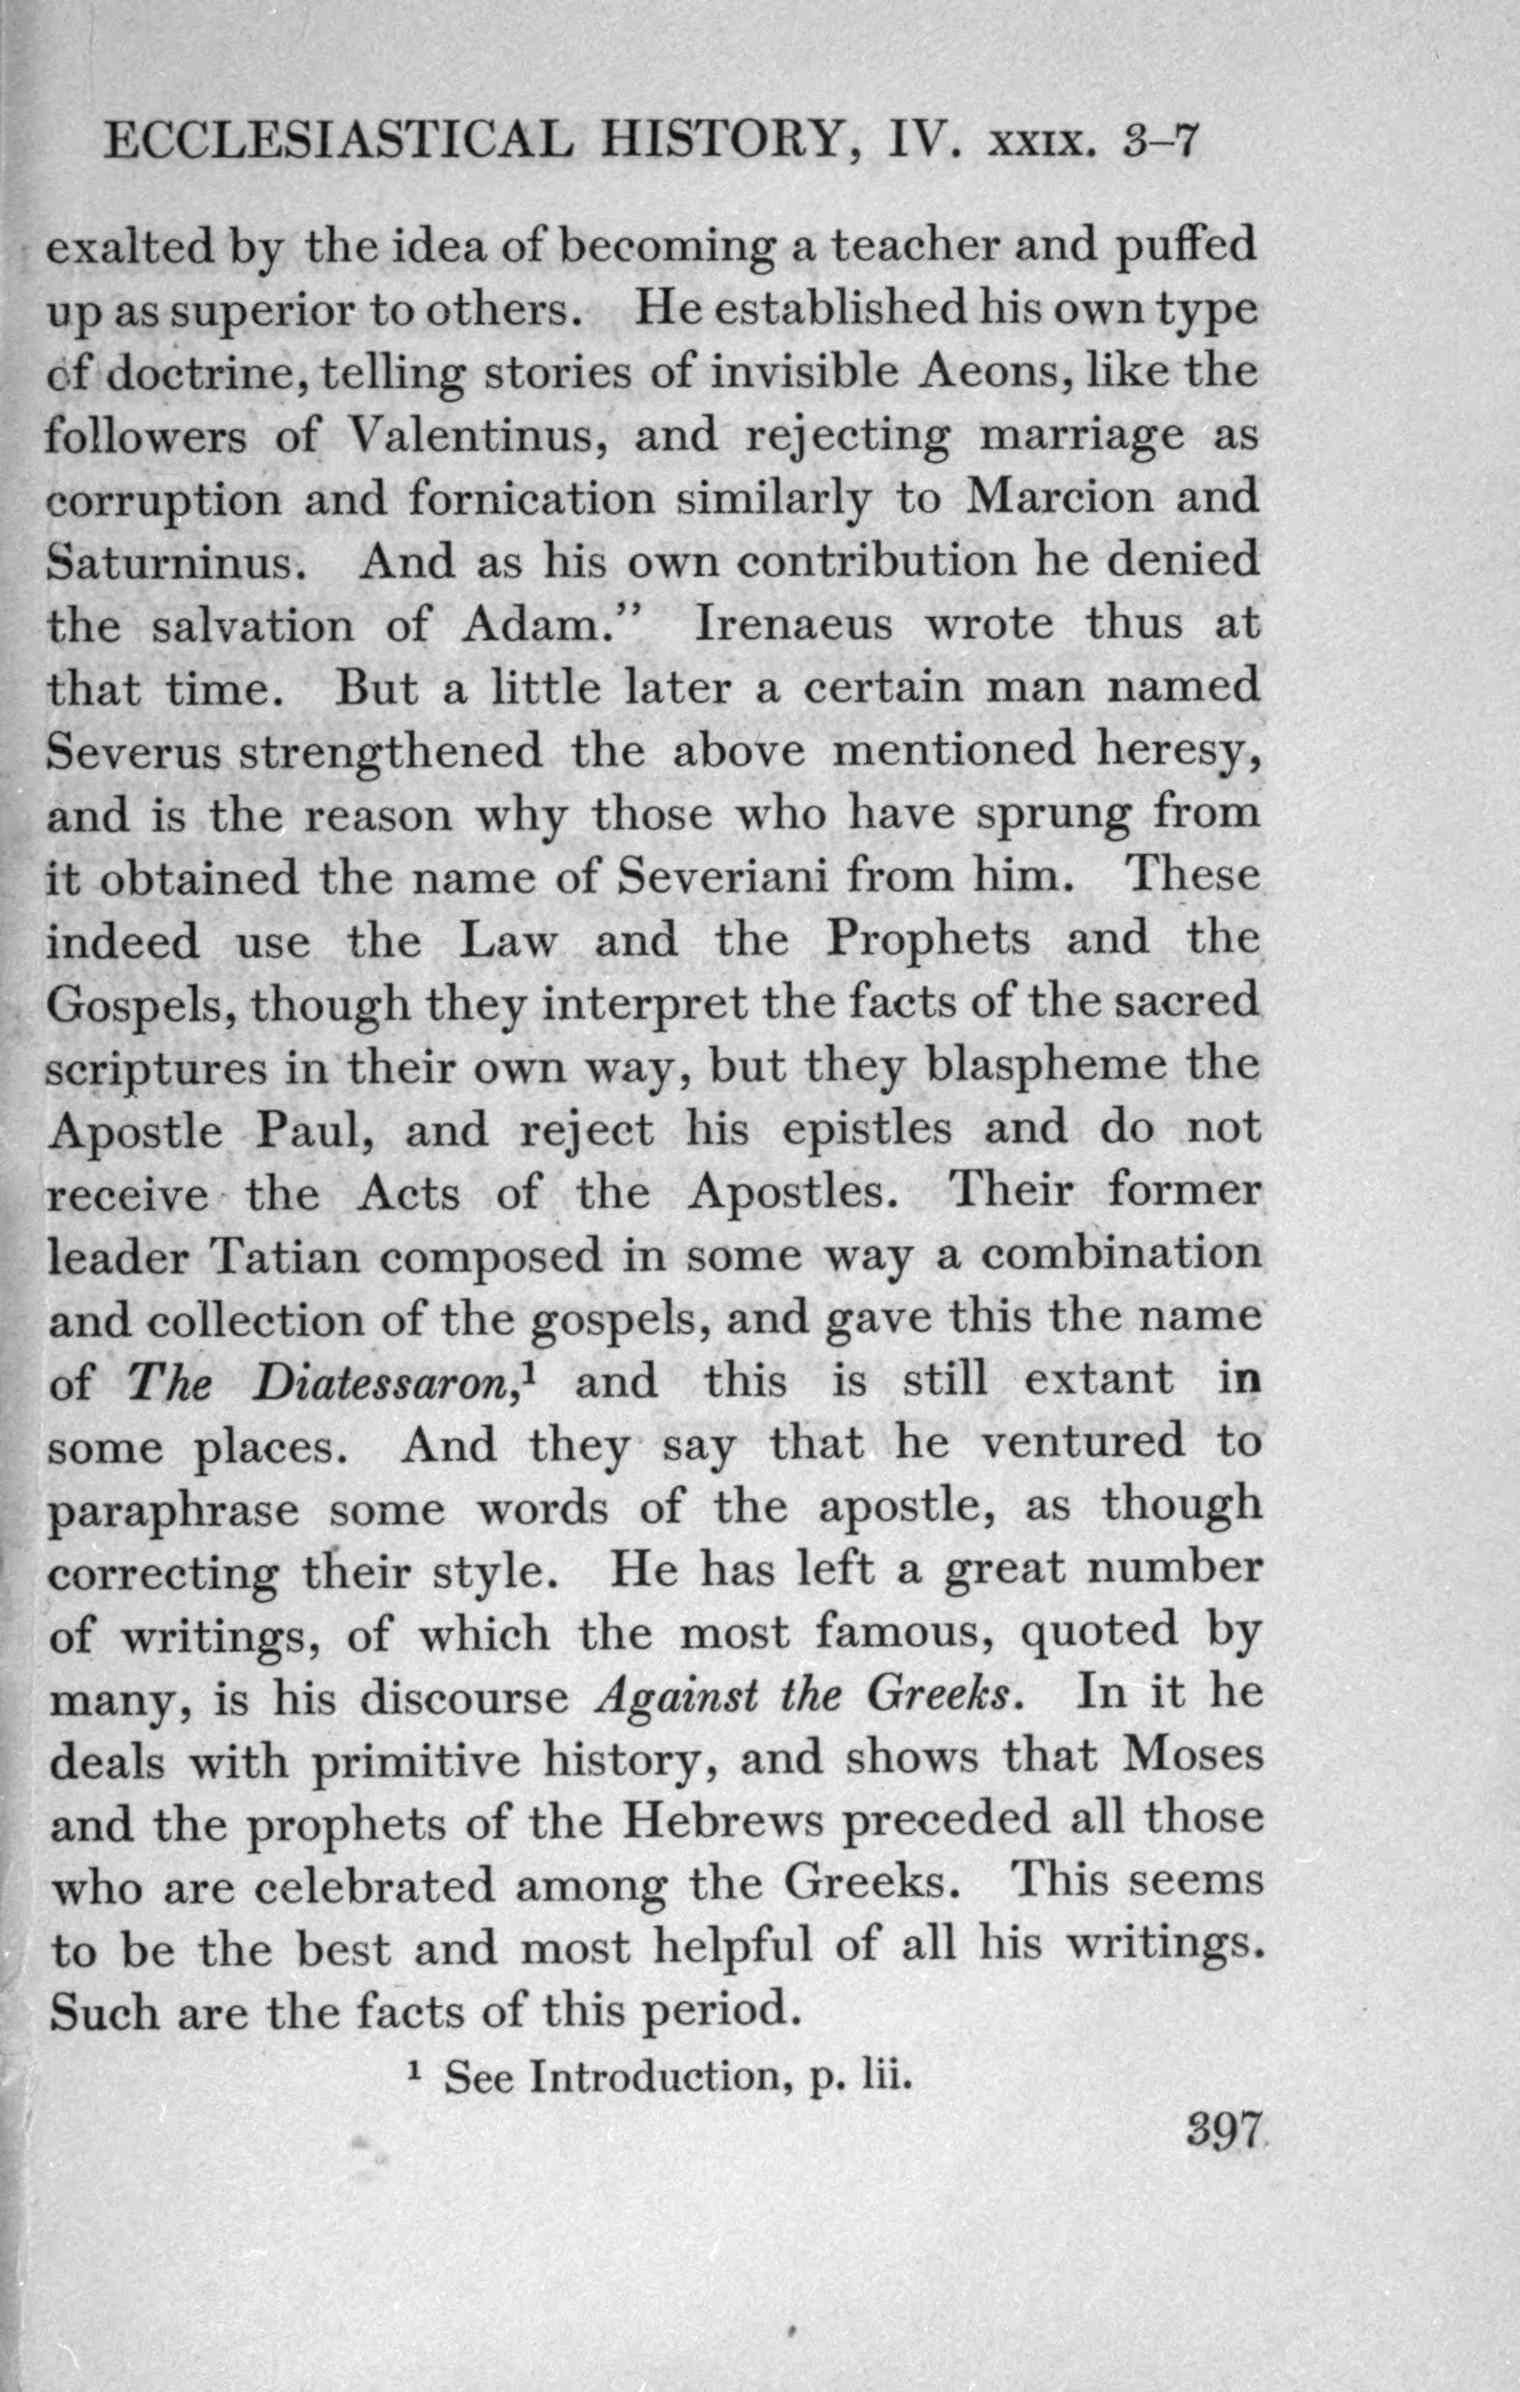 ECCLESIASTICAL HISTORY, IV. XXIX. 3–7
exalted by the idea of becoming a teacher and puffed
up as superior to others. He established his own type
of doctrine, telling stories of invisible Aeons, like the
followers of Valentinus, and rejecting marriage as
corruption and fornication similarly to Marcion and
Saturninus. And as his own contribution he denied
the salvation of Adam.” Irenaeus wrote thus at
that time. But a little later a certain man named
Severus strengthened the above mentioned heresy,
and is the reason why those who have sprung from
it obtained the name of Severiani from him. These
indeed use the Law and the Prophets and the
Gospels, though they interpret the facts of the sacred
scriptures in their own way, but they blaspheme the
Apostle Paul, and reject his epistles and do not
receive the Acts of the Apostles. Their former
leader Tatian composed in some way a combination
and collection of the gospels, and gave this the name
of The Diatessaron,¹ and this is still extant in
some places. And they say that he ventured to
paraphrase some words of the apostle, as though
correcting their style. He has left a great number
of writings, of which the most famous, quoted by
many, is his discourse Against the Greeks. In it he
deals with primitive history, and shows that Moses
and the prophets of the Hebrews preceded all those
who are celebrated among the Greeks. This seems
to be the best and most helpful of all his writings.
Such are the facts of this period.
¹ See Introduction, p. lii.
397